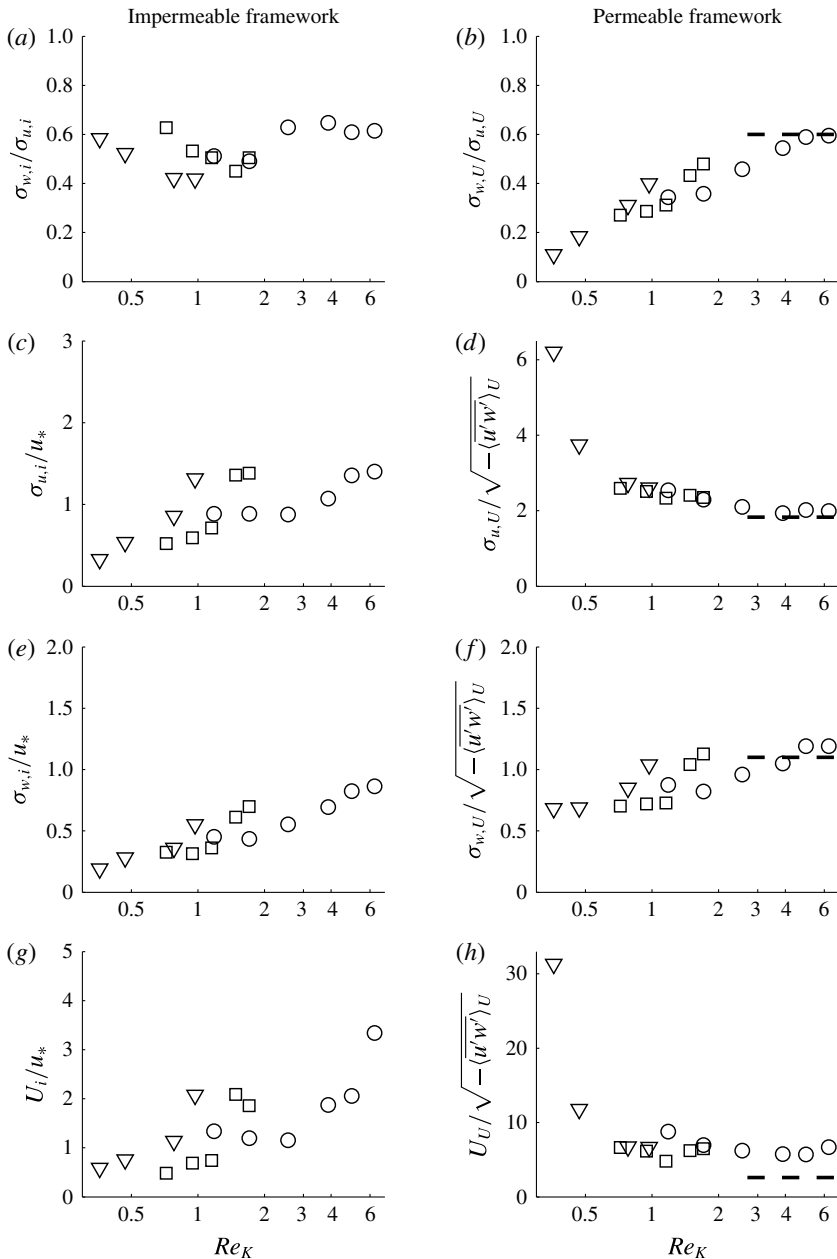 Impermeable framework
Permeable framework
(a)
1.0
0.8
0.6
0.4
0.2
0
σw,i/σu,i
0.5 1 2 3 4 6
(b)
1.0
0.8
0.6
0.4
0.2
0
σw,U/σu,U
0.5 1 2 3 4 6
(c)
3
2
1
0
σu,i/u*
0.5 1 2 3 4 6
(d)
6
4
2
0
σu,U/√−⟨u′w′⟩U
0.5 1 2 3 4 6
(e)
2.0
1.5
1.0
0.5
0
σw,i/u*
0.5 1 2 3 4 6
(f)
2.0
1.5
1.0
0.5
0
σw,U/√−⟨u′w′⟩U
0.5 1 2 3 4 6
(g)
5
4
3
2
1
0
Ui/u*
0.5 1 2 3 4 6
ReK
(h)
30
20
10
0
UU/√−⟨u′w′⟩U
0.5 1 2 3 4 6
ReK